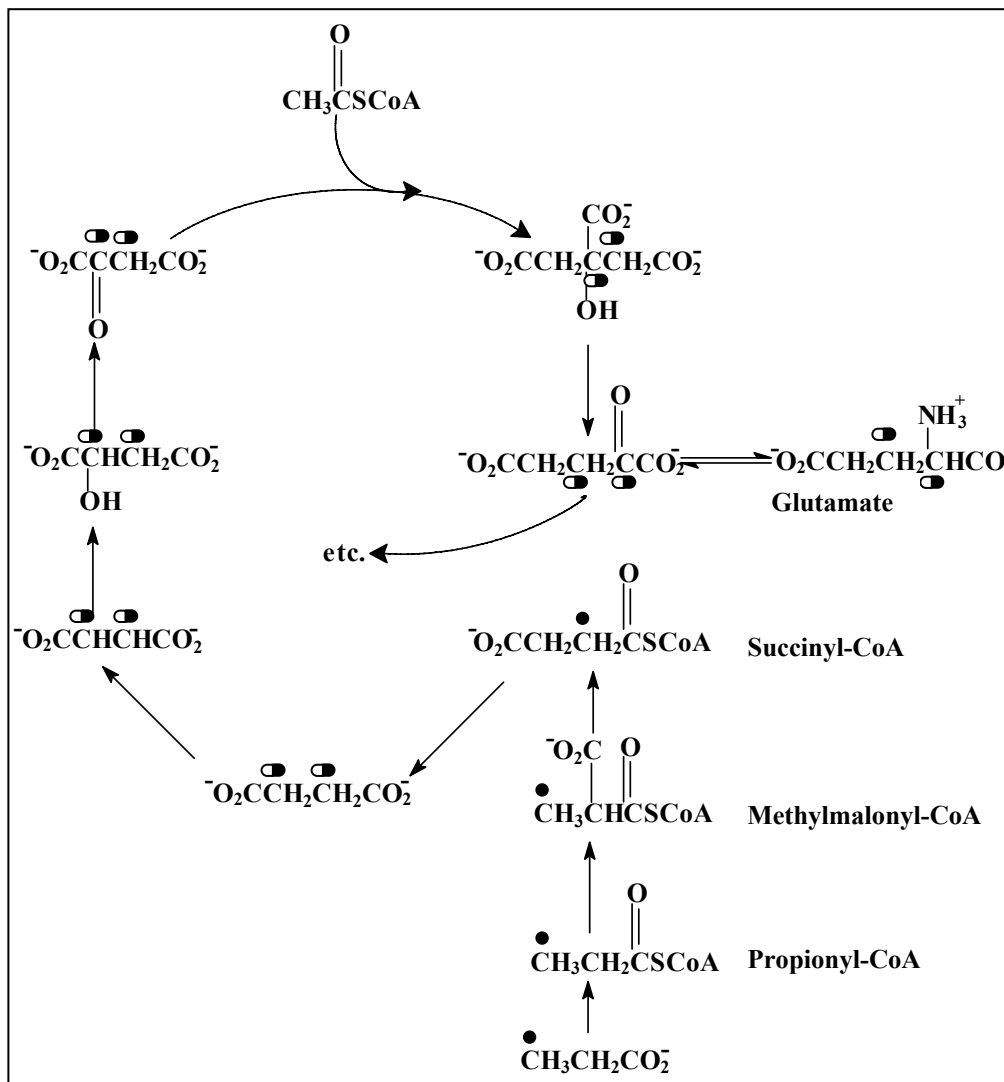 O
CH₃CSCoA
CO₂⁻
⁻O₂CCCH₂CO₂⁻
O
⁻O₂CCH₂CCH₂CO₂⁻
OH
O
NH₃⁺
⁻O₂CCHCH₂CO₂⁻
OH
⁻O₂CCH₂CH₂CCO₂⁻
⁻O₂CCH₂CH₂CHCO
Glutamate
etc.
O
⁻O₂CCHCHCO₂⁻
⁻O₂CCH₂CH₂CSCoA
Succinyl-CoA
⁻O₂C
O
⁻O₂CCH₂CH₂CO₂⁻
CH₃CHCSCoA
Methylmalonyl-CoA
O
CH₃CH₂CSCoA
Propionyl-CoA
CH₃CH₂CO₂⁻